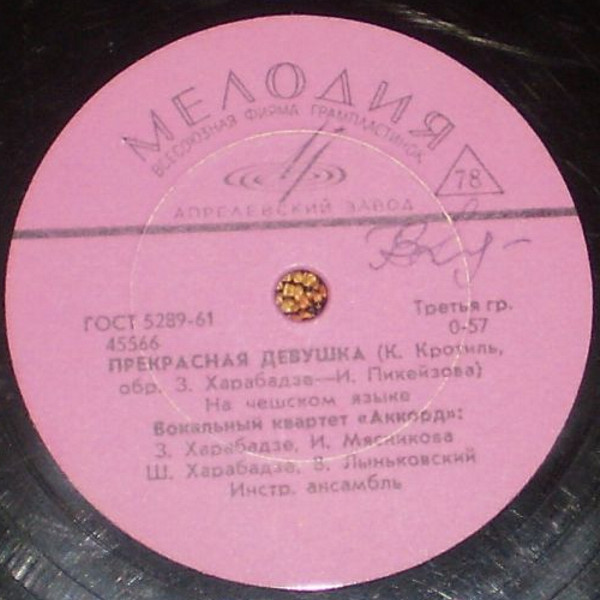 МЕЛОДИЯ
ВСЕСОЮЗНАЯ ФИРМА ГРАМПЛАСТИНОК
78
АПРЕЛЕВСКИЙ ЗАВОД
ГОСТ 5289-61
Третья гр.
45566
0-57
ПРЕКРАСНАЯ ДЕВУШКА (К. Кротиль,
обр. З. Харабадзе—И. Пикейзова)
На чешском языке
Вокальный квартет «Аккорд»:
З. Харабадзе, И. Мясникова
Ш. Харабадзе, В. Лыньковский
Инстр. ансамбль